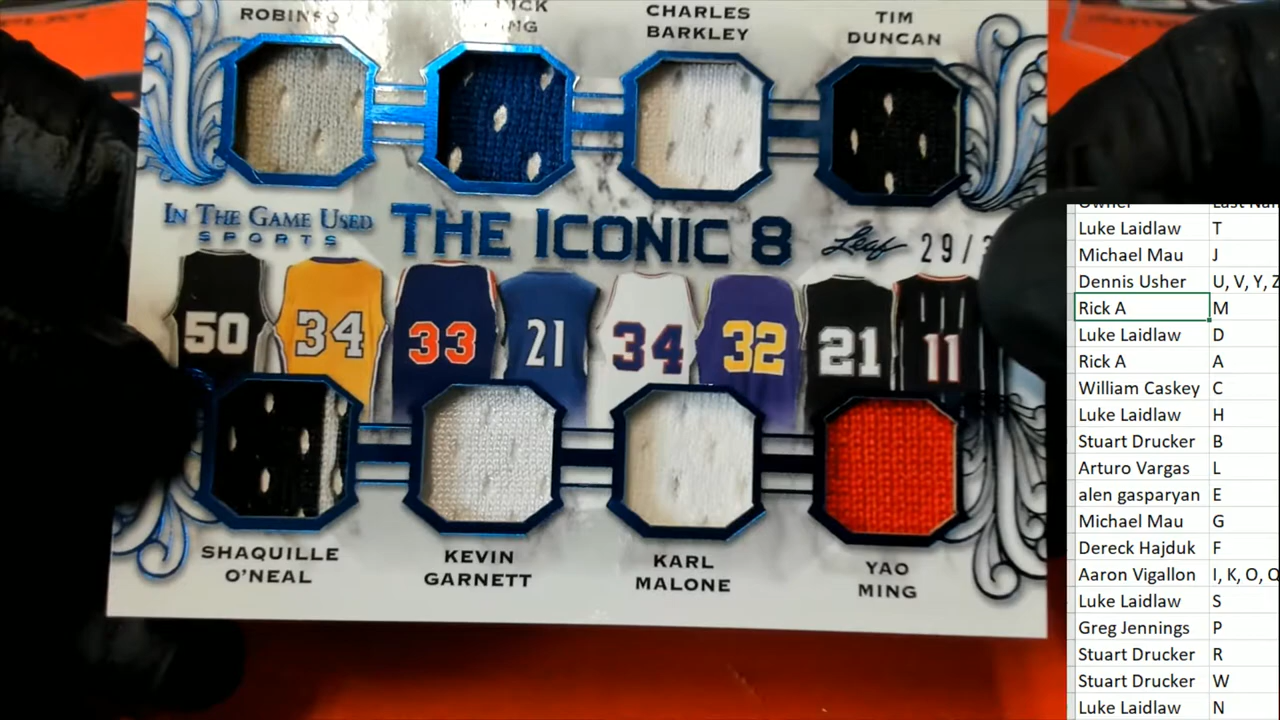 CHARLES
BARKLEY
TIM
DUNCAN
IN THE GAME USED
SPORTS
THE ICONIC 8
Leaf
29/
50
34
33
21
34
32
21
11
SHAQUILLE
O'NEAL
KEVIN
GARNETT
KARL
MALONE
YAO
MING
Luke Laidlaw T
Michael Mau J
Dennis Usher U, V, Y, Z
Rick A M
Luke Laidlaw D
Rick A A
William Caskey C
Luke Laidlaw H
Stuart Drucker B
Arturo Vargas L
alen gasparyan E
Michael Mau G
Dereck Hajduk F
Aaron Vigallon I, K, O, Q
Luke Laidlaw S
Greg Jennings P
Stuart Drucker R
Stuart Drucker W
Luke Laidlaw N